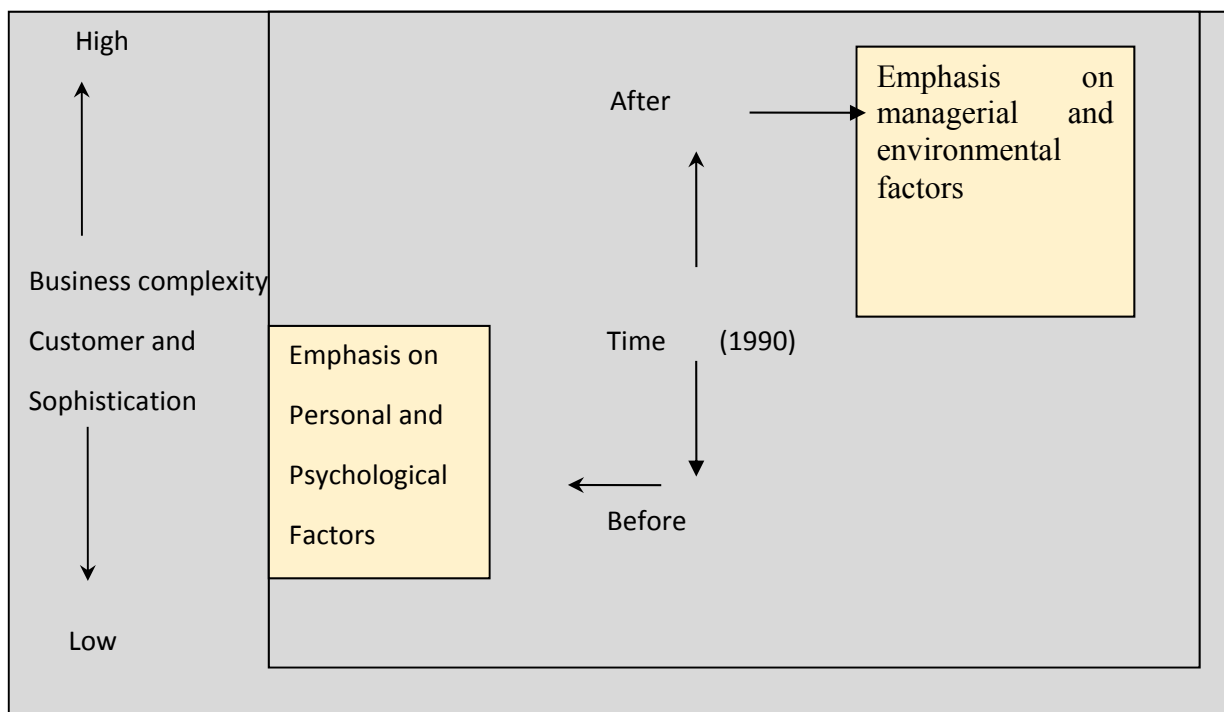 High
Business complexity
Customer and
Sophistication
Low
Emphasis on
Personal and
Psychological
Factors
After
Time (1990)
Before
Emphasis on
managerial and
environmental
factors